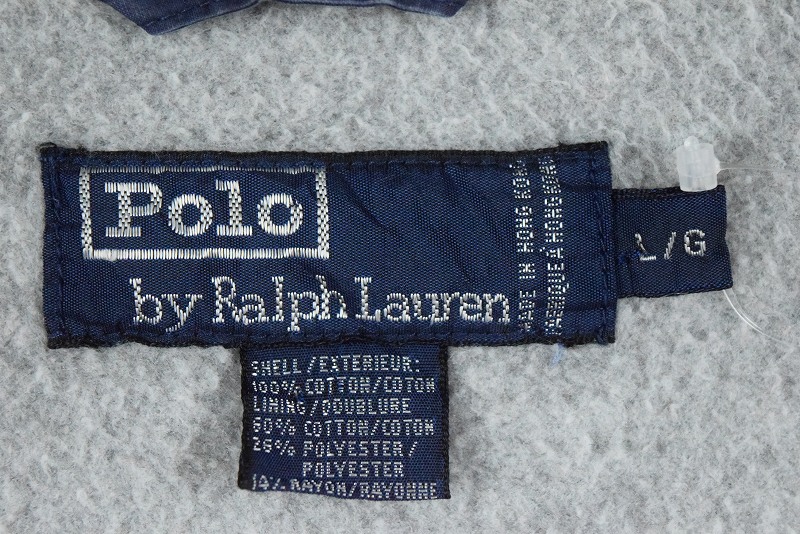 Polo
by Ralph Lauren
MADE IN HONG KONG
FABRIQUÉ À HONG KONG
L/G
SHELL/EXTERIEUR:
100% COTTON/COTON
LINING/DOUBLURE
60% COTTON/COTON
26% POLYESTER/
POLYESTER
14% RAYON/RAYONNE